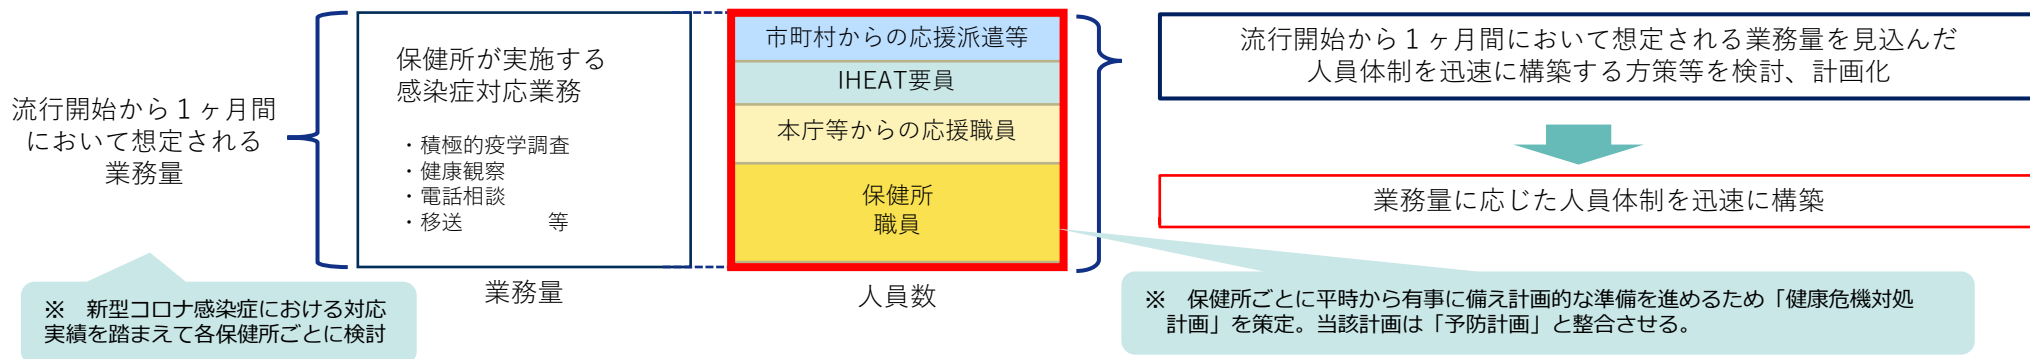 流行開始から１ヶ月間
において想定される
業務量
※　新型コロナ感染症における対応
実績を踏まえて各保健所ごとに検討
保健所が実施する
感染症対応業務
・積極的疫学調査
・健康観察
・電話相談
・移送　　　　等
業務量
市町村からの応援派遣等
IHEAT要員
本庁等からの応援職員
保健所
職員
人員数
流行開始から１ヶ月間において想定される業務量を見込んだ
人員体制を迅速に構築する方策等を検討、計画化
業務量に応じた人員体制を迅速に構築
※　保健所ごとに平時から有事に備え計画的な準備を進めるため「健康危機対処
計画」を策定。当該計画は「予防計画」と整合させる。